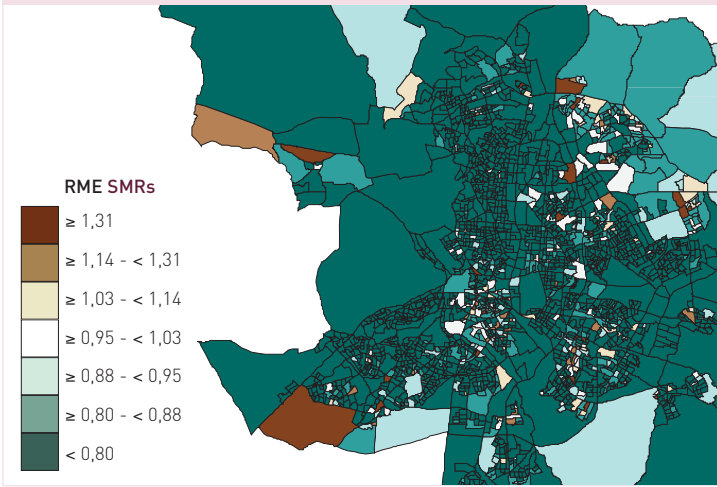 RME SMRs
≥ 1,31
≥ 1,14 - < 1,31
≥ 1,03 - < 1,14
≥ 0,95 - < 1,03
≥ 0,88 - < 0,95
≥ 0,80 - < 0,88
< 0,80